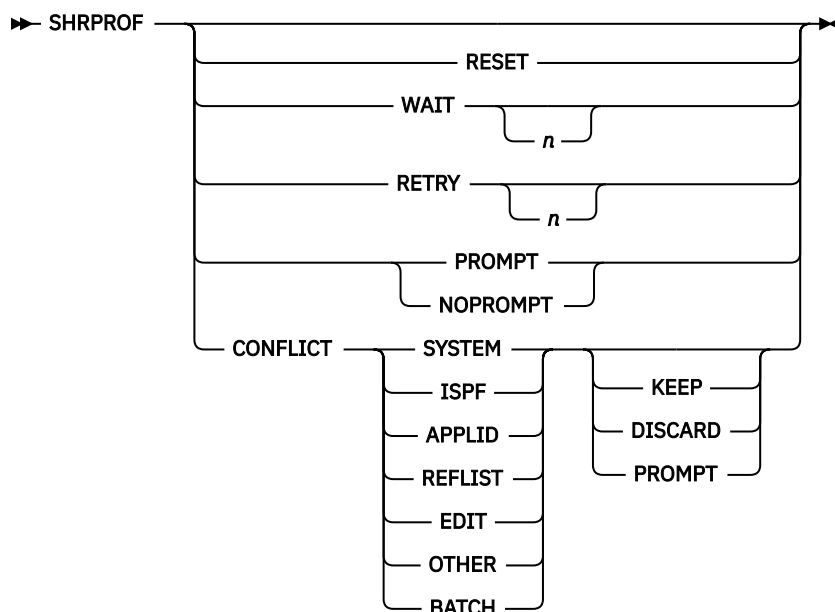 SHRPROF
RESET
WAIT
n
RETRY
n
PROMPT
NOPROMPT
CONFLICT SYSTEM
ISPF KEEP
APPLID DISCARD
REFLIST PROMPT
EDIT
OTHER
BATCH